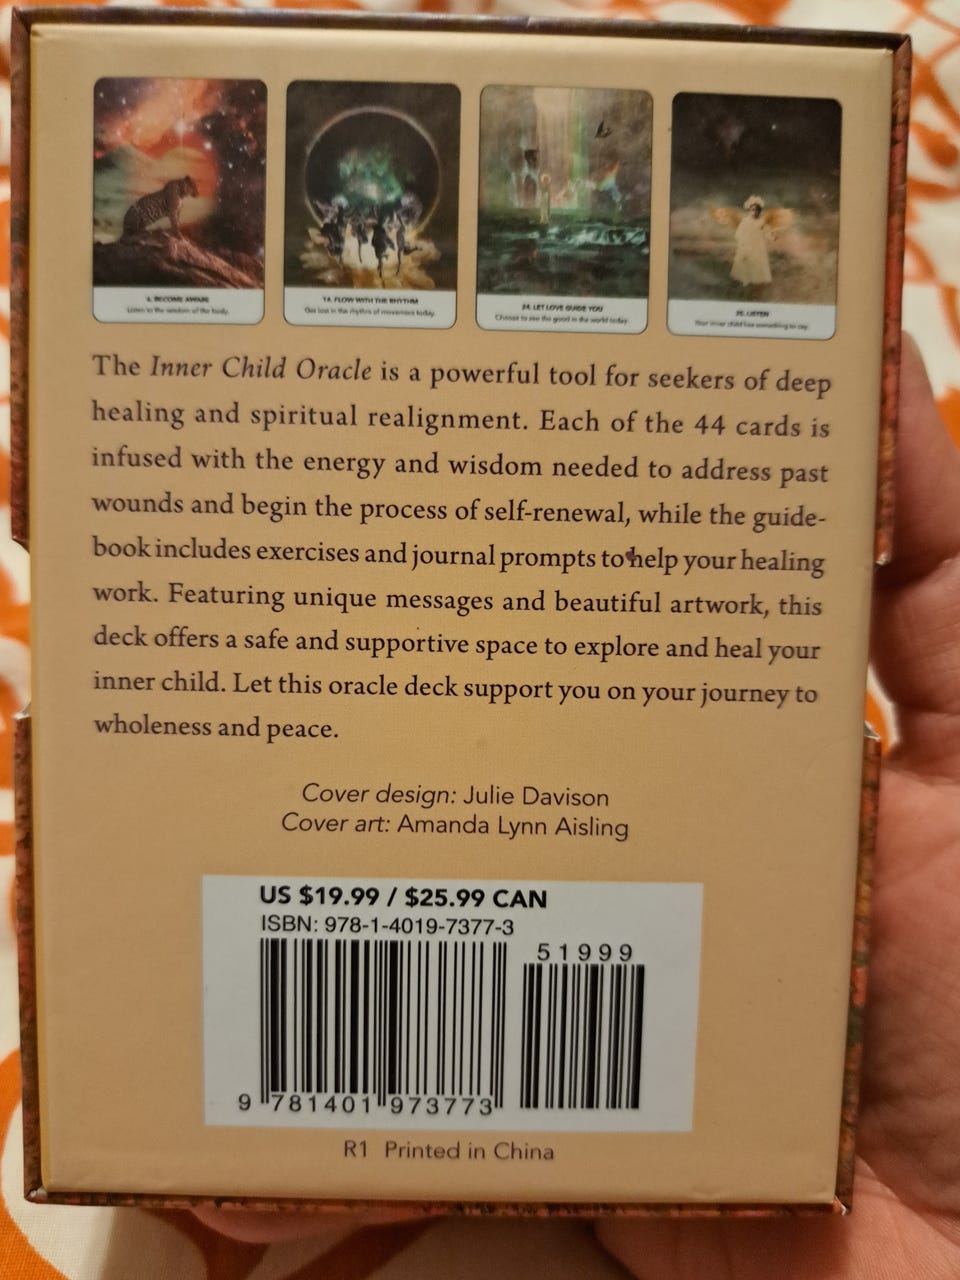 6. BECOME AWARE
Listen to the wisdom of the body.
14. FLOW WITH THE RHYTHM
Get lost in the rhythm of movement today.
24. LET LOVE GUIDE YOU
Choose to see the good in the world today.
25. LISTEN
Your inner child has something to say.
The Inner Child Oracle is a powerful tool for seekers of deep
healing and spiritual realignment. Each of the 44 cards is
infused with the energy and wisdom needed to address past
wounds and begin the process of self-renewal, while the guide-
book includes exercises and journal prompts to help your healing
work. Featuring unique messages and beautiful artwork, this
deck offers a safe and supportive space to explore and heal your
inner child. Let this oracle deck support you on your journey to
wholeness and peace.
Cover design: Julie Davison
Cover art: Amanda Lynn Aisling
US $19.99 / $25.99 CAN
ISBN: 978-1-4019-7377-3
51999
9 781401 973773
R1 Printed in China